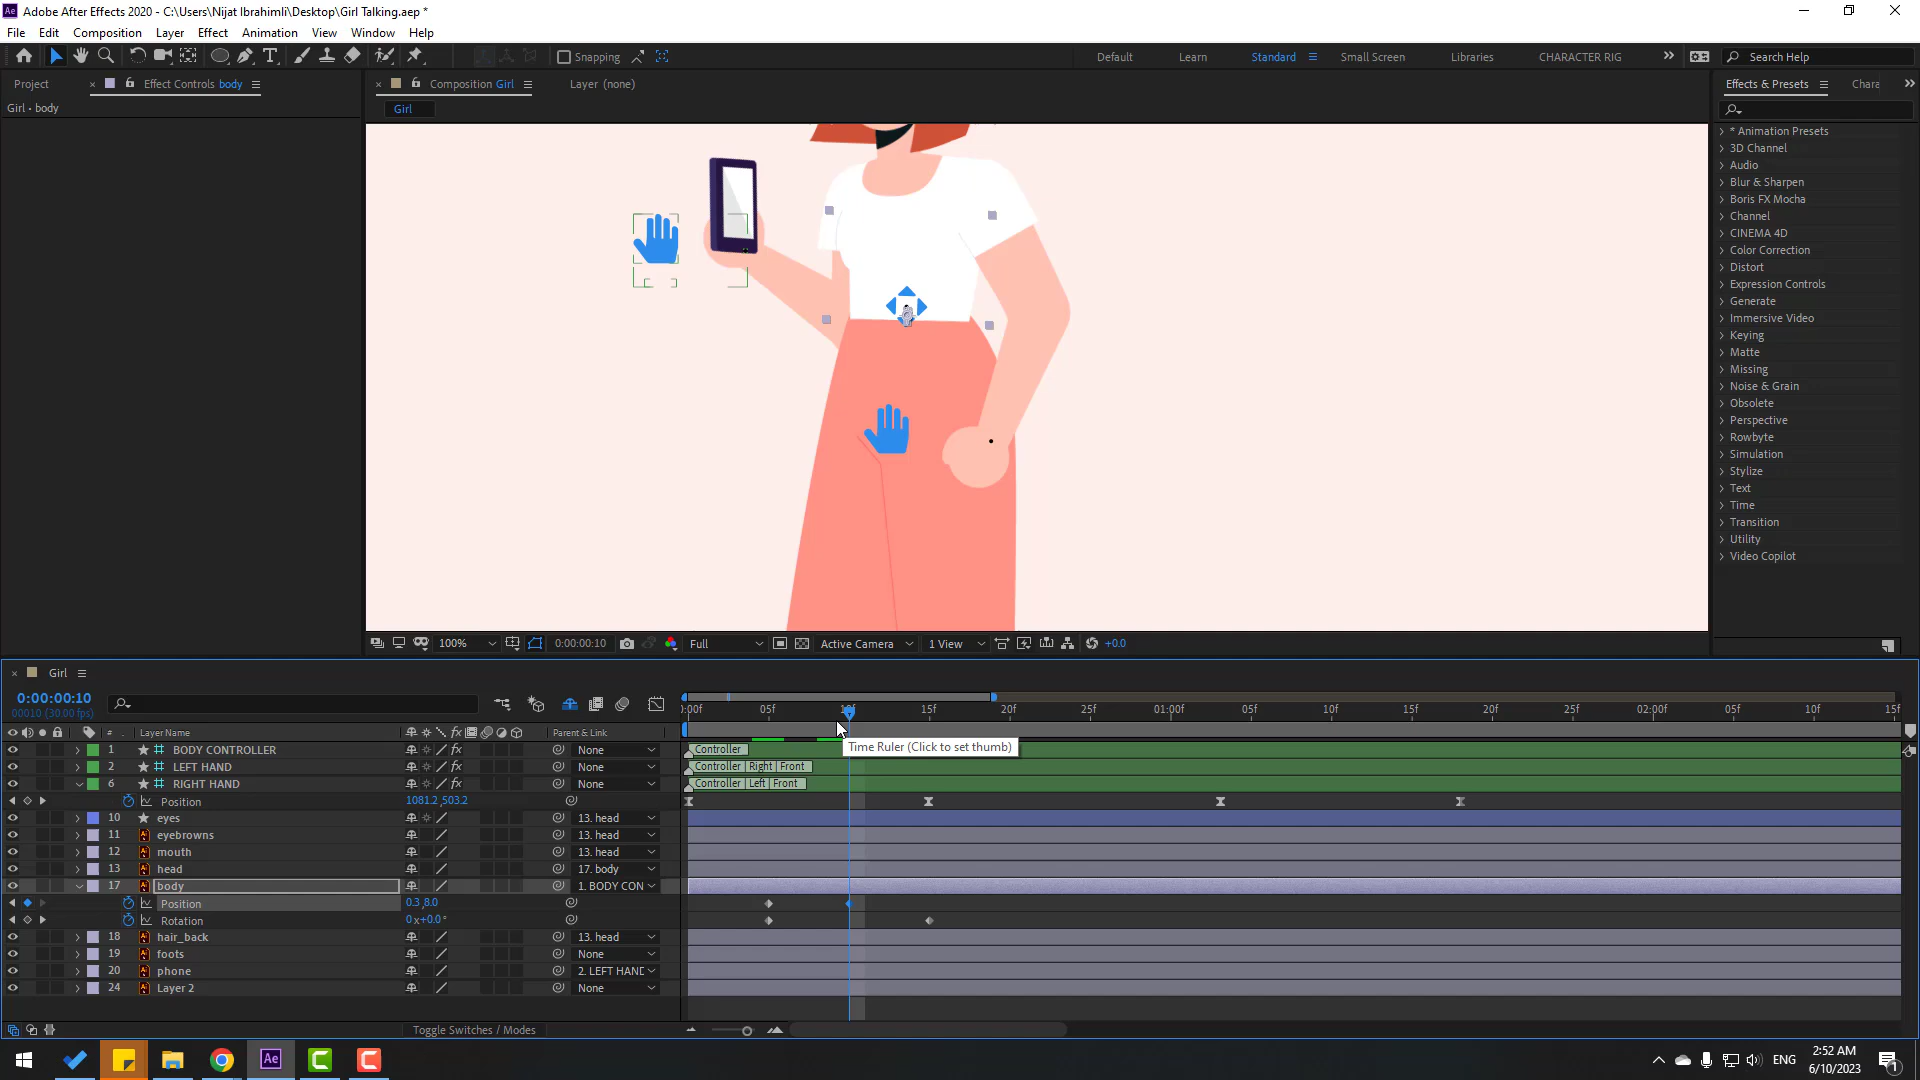 Adobe After Effects 2020 - C:\Users\Nijat Ibrahimli\Desktop\Girl Talking.aep *
File Edit Composition Layer Effect Animation View Window Help
Snapping Default Learn Standard Small Screen Libraries CHARACTER RIG Search Help
Project Effect Controls body Composition Girl Layer (none) Effects & Presets Chara
Girl • body
Girl
* Animation Presets
3D Channel
Audio
Blur & Sharpen
Boris FX Mocha
Channel
CINEMA 4D
Color Correction
Distort
Expression Controls
Generate
Immersive Video
Keying
Matte
Missing
Noise & Grain
Obsolete
Perspective
Rowbyte
Simulation
Stylize
Text
Time
Transition
Utility
Video Copilot
100% 0:00:00:10 Full Active Camera 1 View +0.0
Girl
0:00:00:10
00010 (30.00 fps)
:00f 05f 10f 15f 20f 25f 01:00f 05f 10f 15f 20f 25f 02:00f 05f 10f 15f
# Layer Name Parent & Link
Time Ruler (Click to set thumb)
1 BODY CONTROLLER None Controller
2 LEFT HAND None Controller | Right | Front
6 RIGHT HAND None Controller | Left | Front
Position 1081.2,503.2
10 eyes 13. head
11 eyebrowns 13. head
12 mouth 13. head
13 head 17. body
17 body 1. BODY CON
Position 0.3,8.0
Rotation 0x+0.0°
18 hair_back 13. head
19 foots None
20 phone 2. LEFT HAND
24 Layer 2 None
Toggle Switches / Modes
ENG
2:52 AM
6/10/2023
1